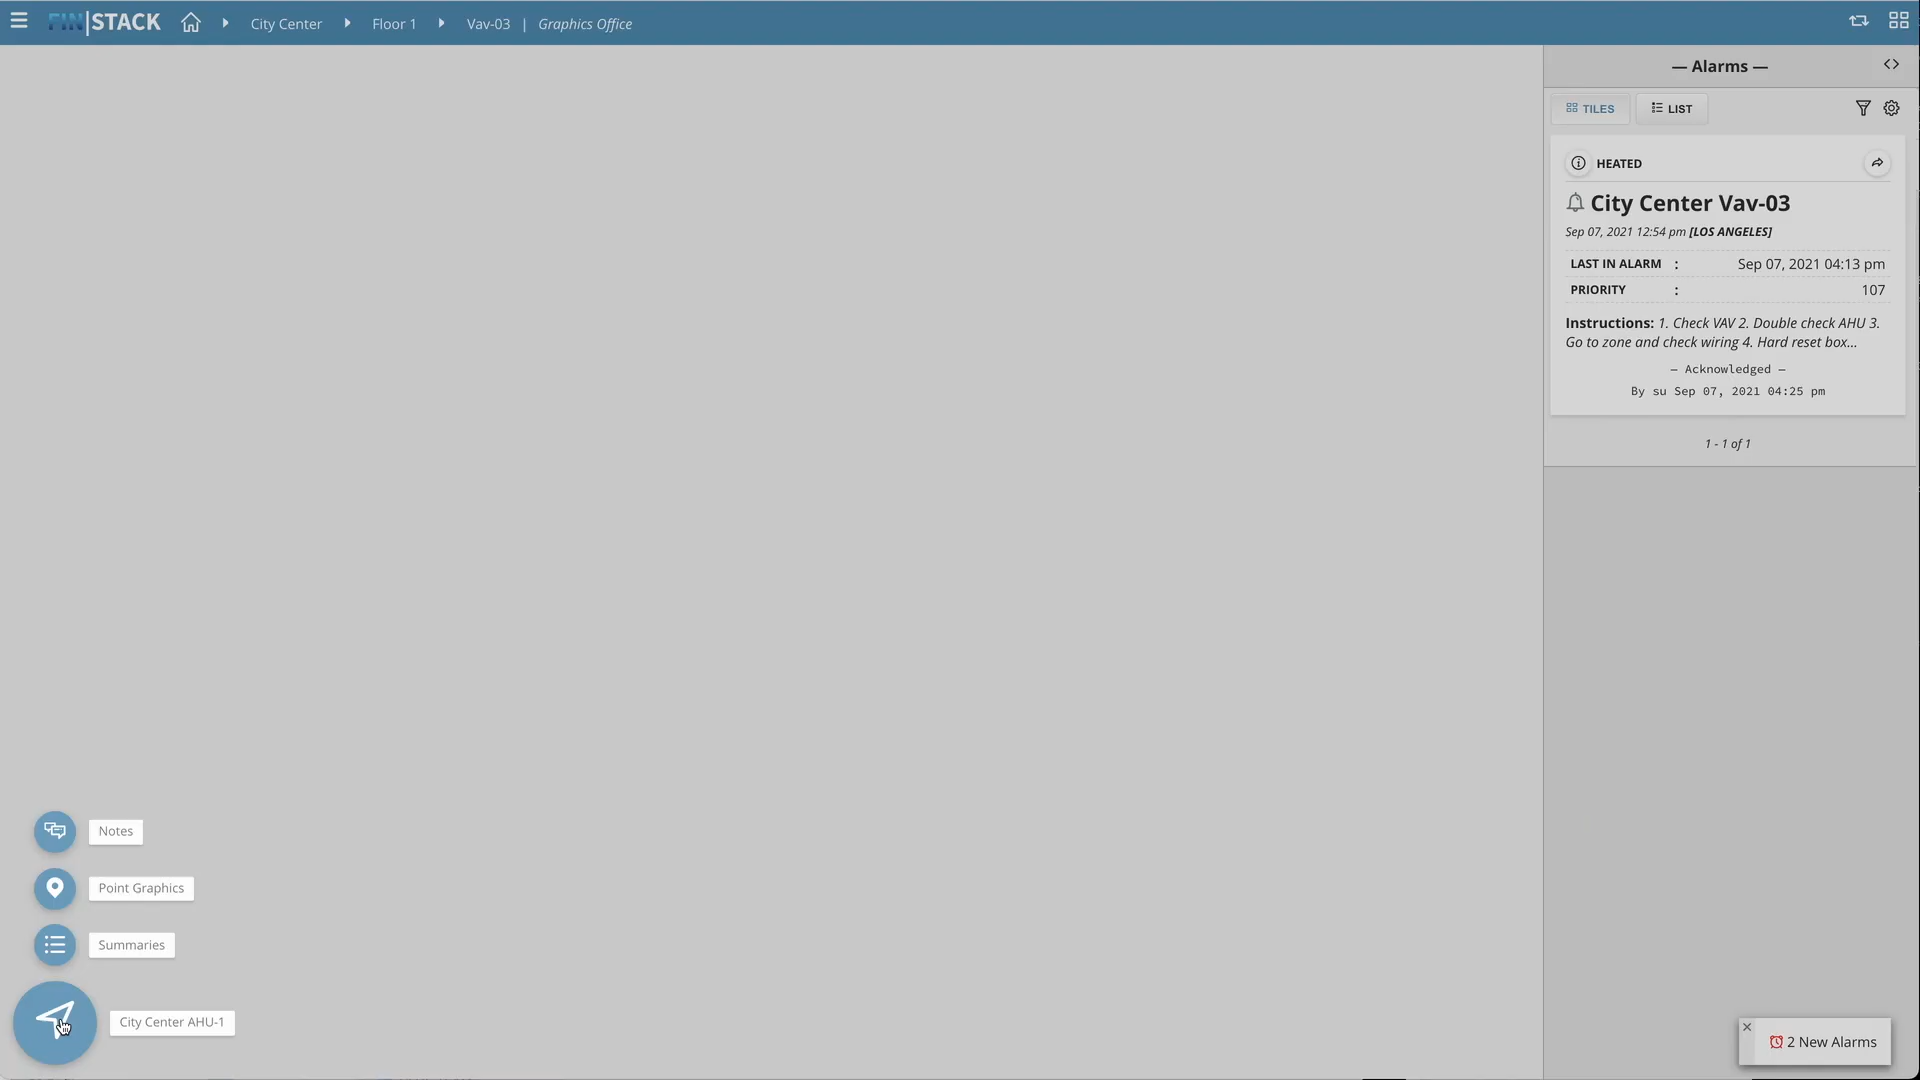 FIN|STACK City Center Floor 1 Vav-03 | Graphics Office
— Alarms —
TILES LIST
HEATED
City Center Vav-03
Sep 07, 2021 12:54 pm [LOS ANGELES]
LAST IN ALARM : Sep 07, 2021 04:13 pm
PRIORITY : 107
Instructions: 1. Check VAV 2. Double check AHU 3.
Go to zone and check wiring 4. Hard reset box...
— Acknowledged —
By su Sep 07, 2021 04:25 pm
1 - 1 of 1
Notes
Point Graphics
Summaries
City Center AHU-1
2 New Alarms